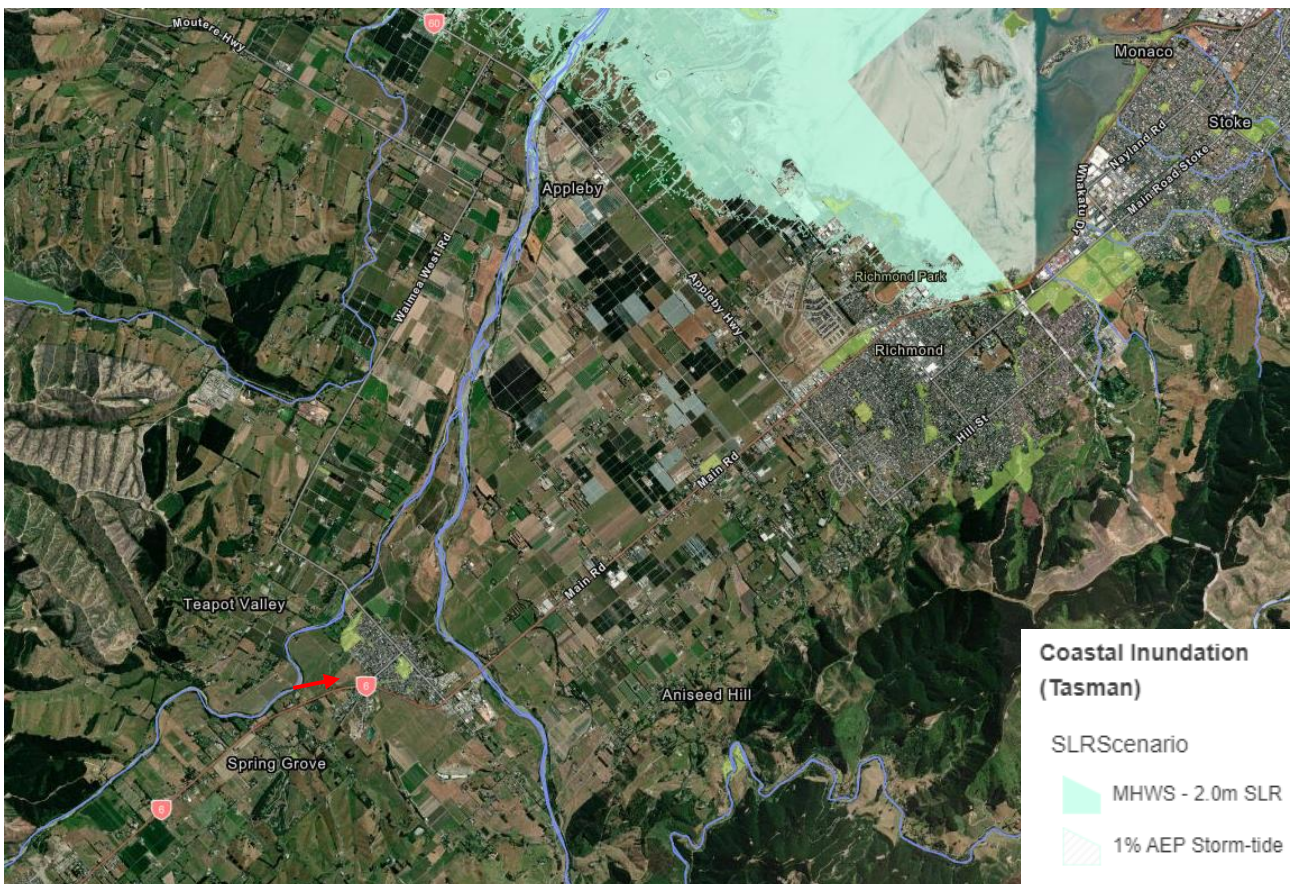 60
Moutere Hwy
Monaco
Stoke
Nayland Rd
Main Road Stoke
Whakatu Dr
Appleby
Waimea West Rd
Appleby Hwy
Richmond Park
Richmond
Hill St
Main Rd
Main Rd
Teapot Valley
6
Aniseed Hill
Spring Grove
6
Coastal Inundation
(Tasman)
SLRScenario
MHWS - 2.0m SLR
1% AEP Storm-tide